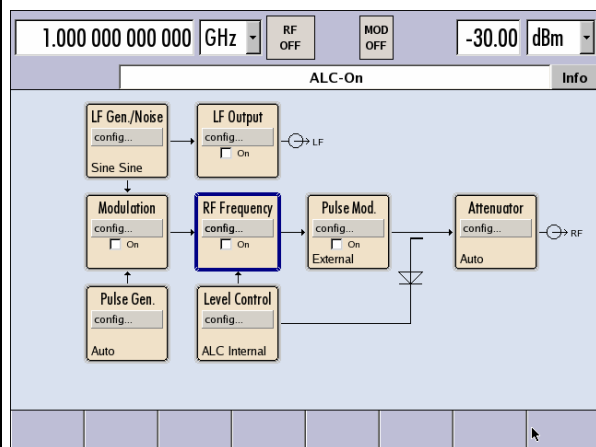 1.000 000 000 000 GHz RF OFF MOD OFF -30.00 dBm
ALC-On Info
LF Gen./Noise LF Output
config... config...
On LF
Sine Sine
Modulation RF Frequency Pulse Mod. Attenuator
config... config... config... config...
On On On RF
External Auto
Pulse Gen. Level Control
config... config...
Auto ALC Internal